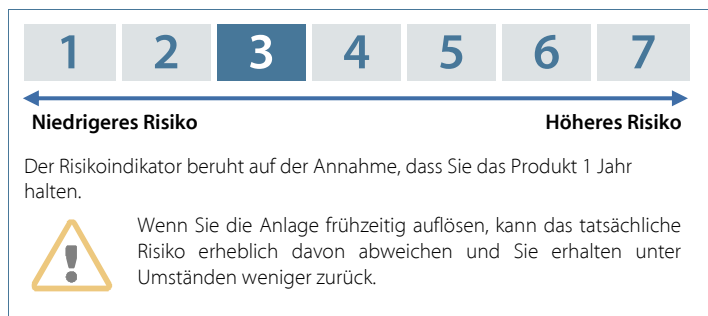 1 2 3 4 5 6 7
Niedrigeres Risiko Höheres Risiko
Der Risikoindikator beruht auf der Annahme, dass Sie das Produkt 1 Jahr
halten.
Wenn Sie die Anlage frühzeitig auflösen, kann das tatsächliche
Risiko erheblich davon abweichen und Sie erhalten unter
Umständen weniger zurück.